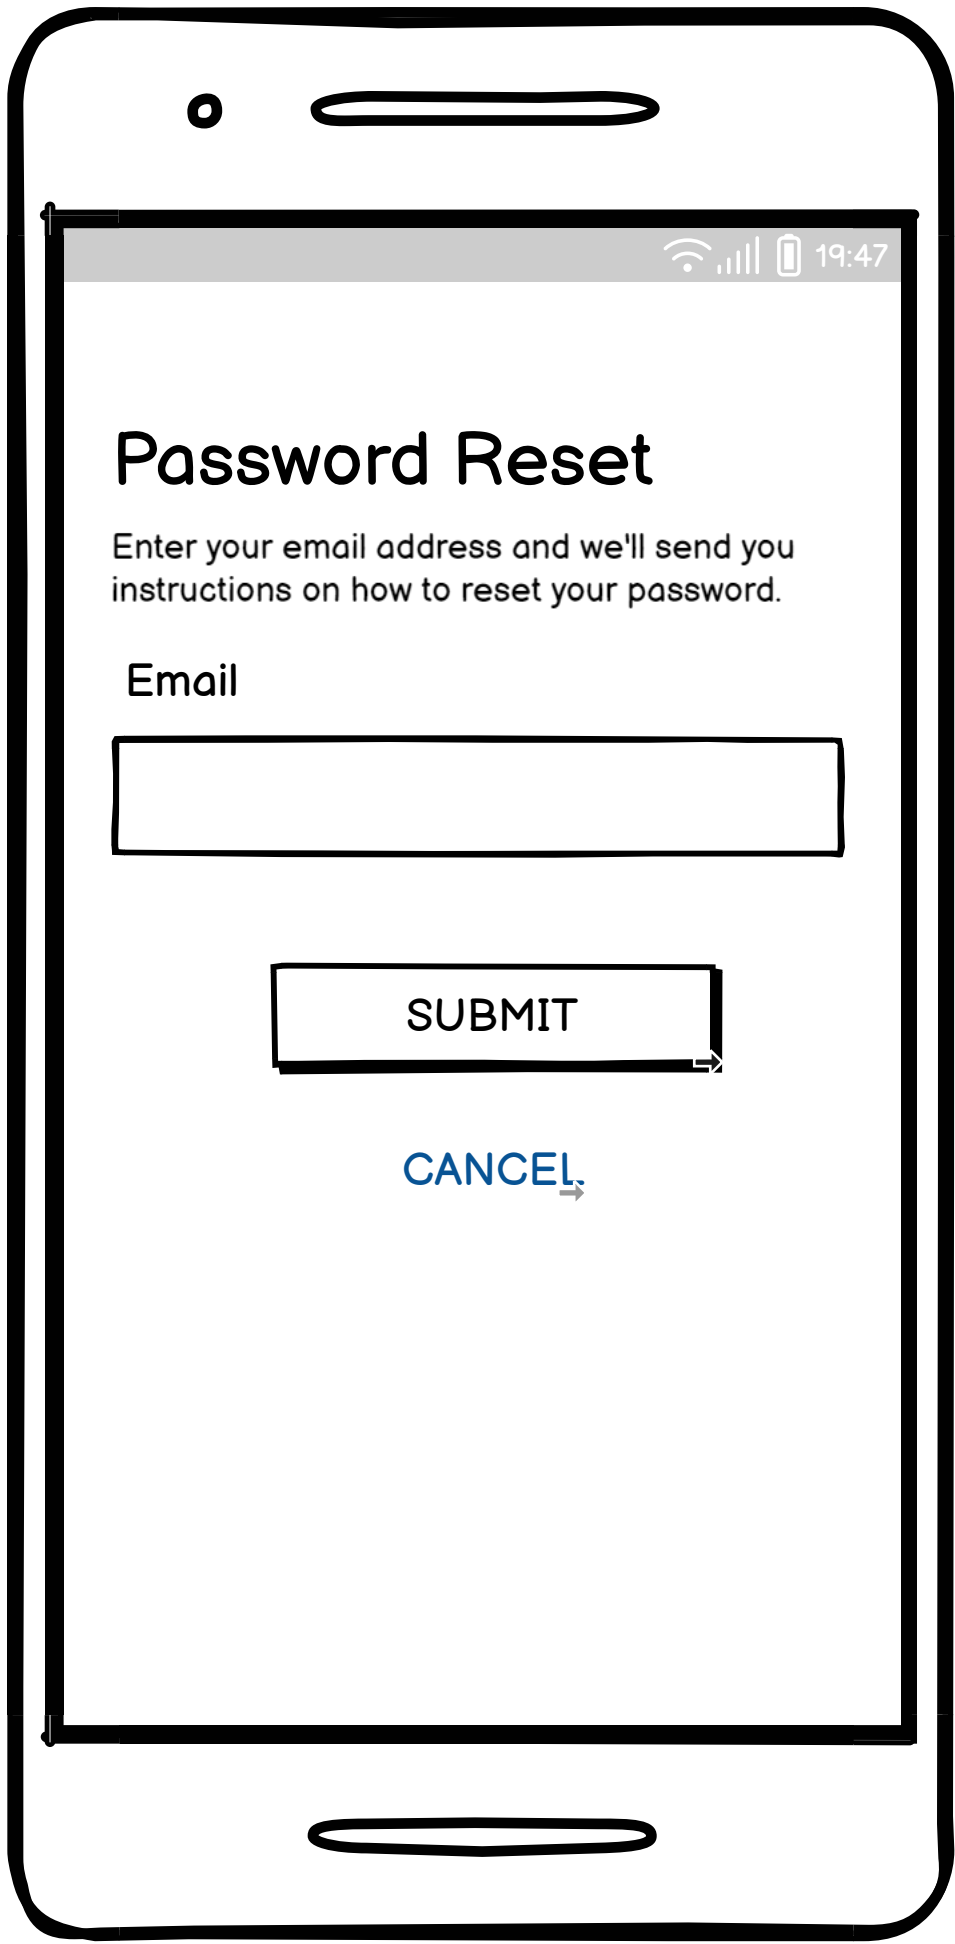 19:47
Password Reset
Enter your email address and we'll send you
instructions on how to reset your password.
Email
SUBMIT
CANCEL